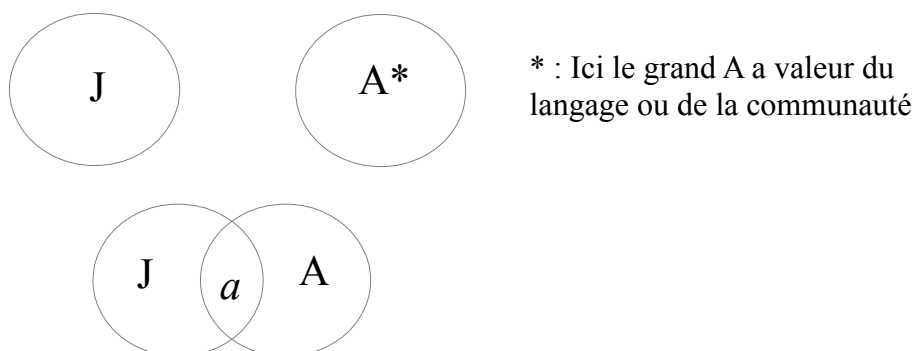 J
A*
* : Ici le grand A a valeur du
langage ou de la communauté
J
a
A